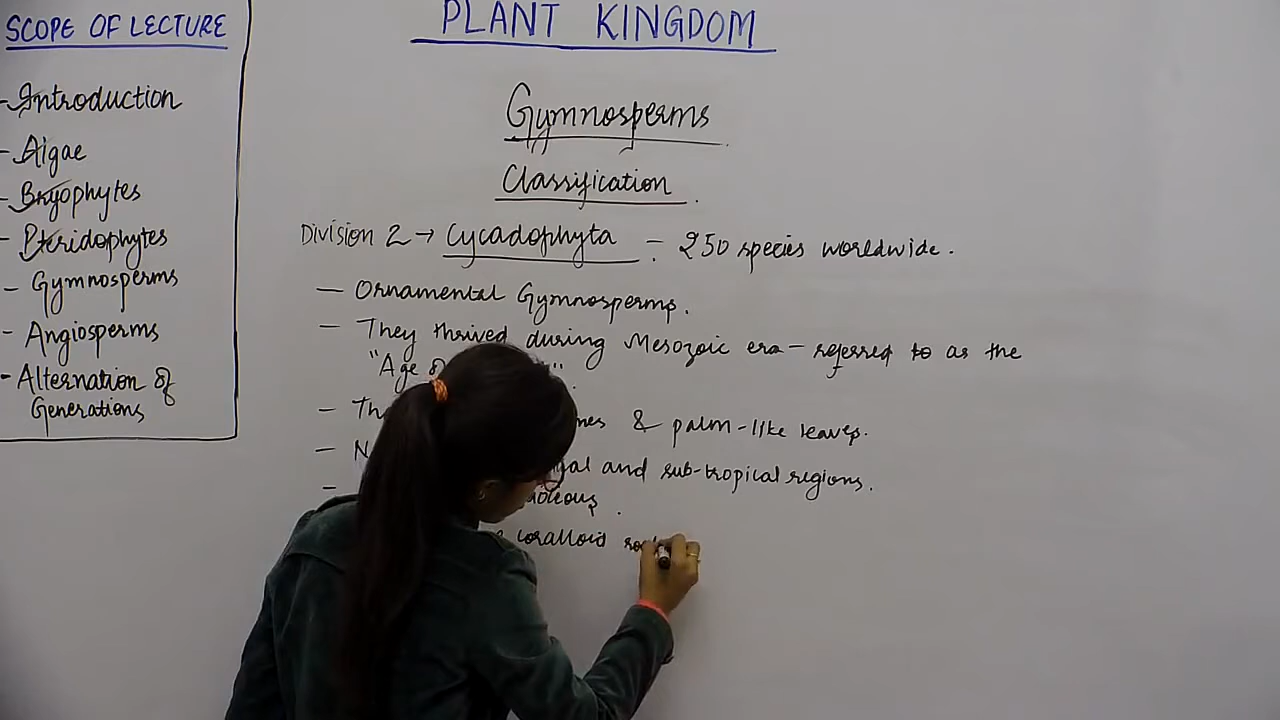 SCOPE OF LECTURE
- Introduction
- Algae
- Bryophytes
- Pteridophytes
- Gymnosperms
- Angiosperms
- Alternation of
Generations
PLANT KINGDOM
Gymnosperms
Classification
Division 2 → Cycadophyta - 250 species worldwide.
- Ornamental Gymnosperms.
- They thrived during Mesozoic era - referred to as the
"Age of
- & palm-like leaves.
- and sub-tropical regions.
-
coralloid